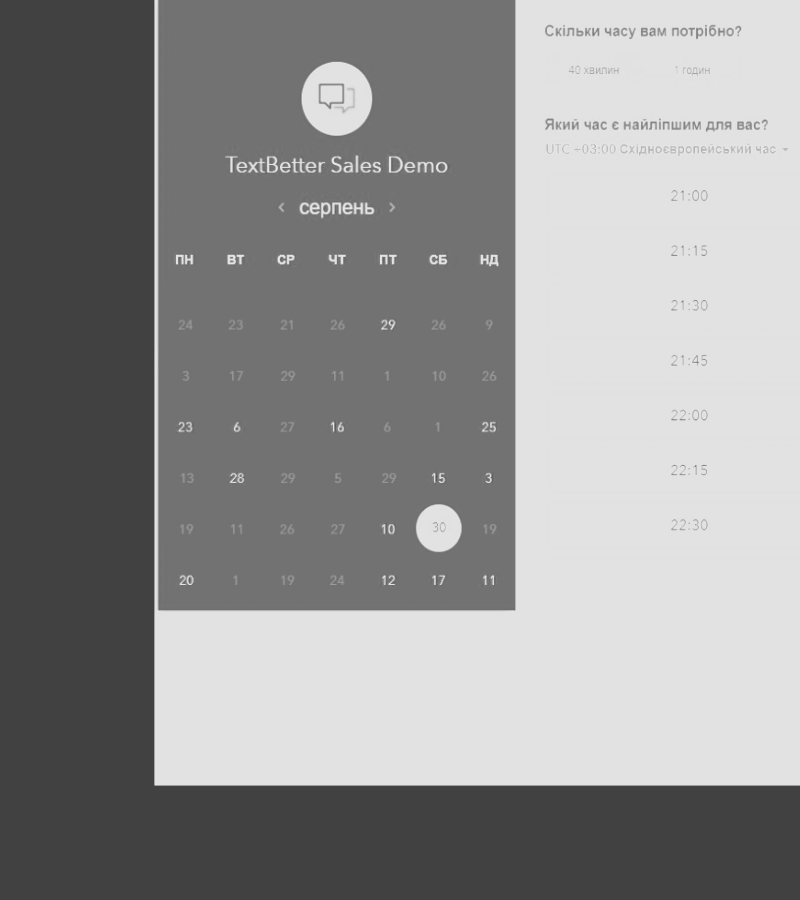 TextBetter Sales Demo
‹ серпень ›
ПН ВТ СР ЧТ ПТ СБ НД
24 23 21 26 29 26 9
3 17 29 11 1 10 26
23 6 27 16 6 1 25
13 28 29 5 29 15 3
19 11 26 27 10 30 19
20 1 19 24 12 17 11
Скільки часу вам потрібно?
40 хвилин 1 годин
Який час є найліпшим для вас?
UTC +03:00 Східноєвропейський час
21:00
21:15
21:30
21:45
22:00
22:15
22:30